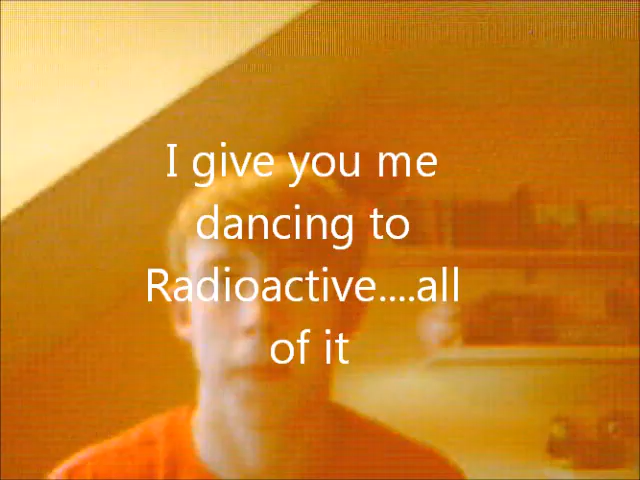 I give you me
dancing to
Radioactive....all
of it